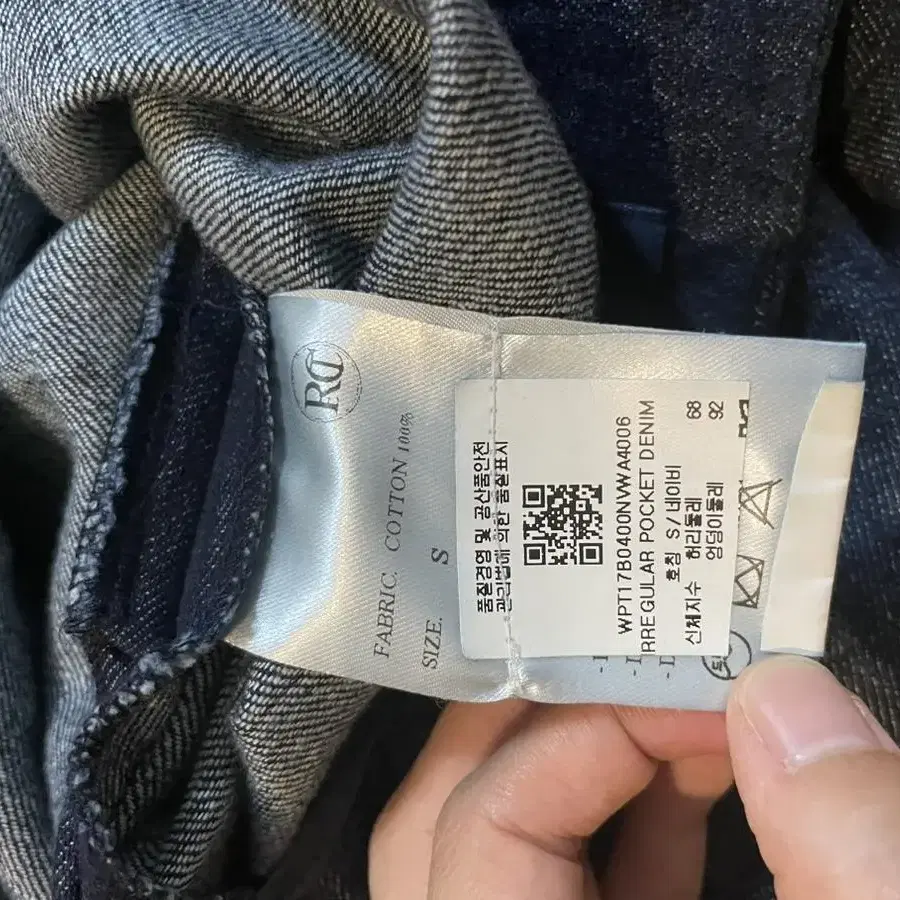 RC
FABRIC. COTTON 100%
SIZE. S
품질경영 및 공산품안전
관리법에 의한 품질표시
WPT17B0400NVWA4006
IRREGULAR POCKET DENIM
호칭 S/네이비
신체지수 허리둘레 68
엉덩이둘레 92